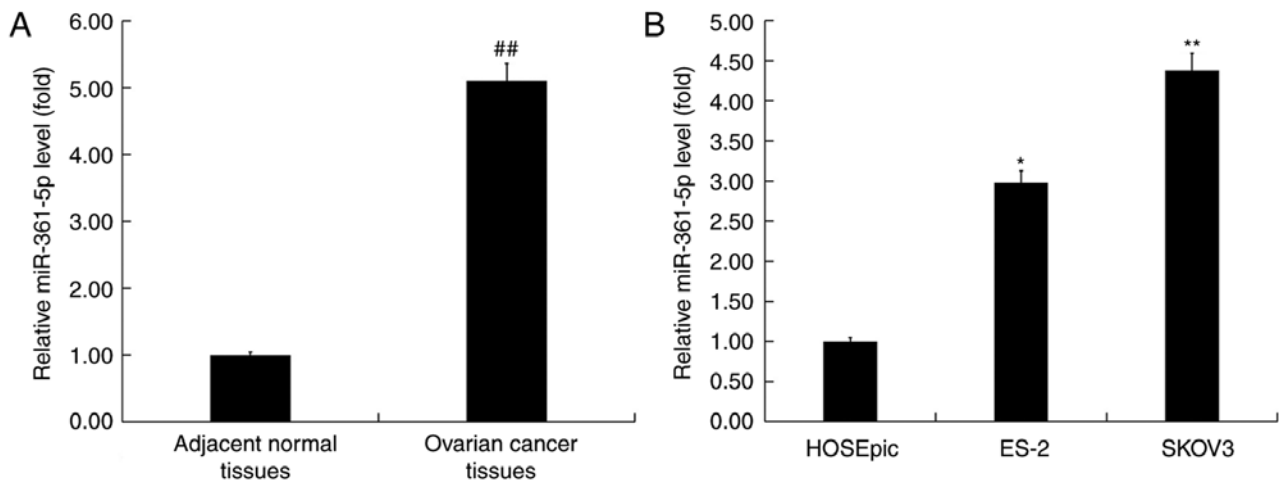 A
Relative miR-361-5p level (fold)
6.00
5.00
4.00
3.00
2.00
1.00
0.00
##
Adjacent normal
tissues
Ovarian cancer
tissues
B
Relative miR-361-5p level (fold)
5.00
4.50
4.00
3.50
3.00
2.50
2.00
1.50
1.00
0.50
0.00
*
**
HOSEpic
ES-2
SKOV3